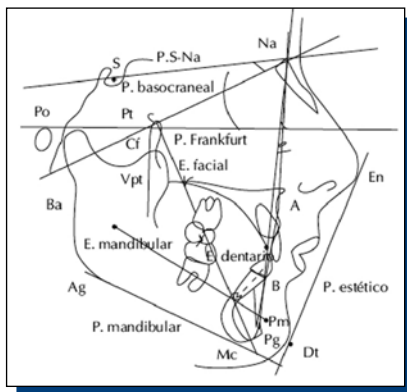 Na
S
P.S-Na
P. basocraneal
Po
Pt
P. Frankfurt
Cf
E. facial
Vpt
En
Ba
A
E. mandibular
E. dentario
Ag
B
P. estético
P. mandibular
Pm
Pg
Mc
Dt